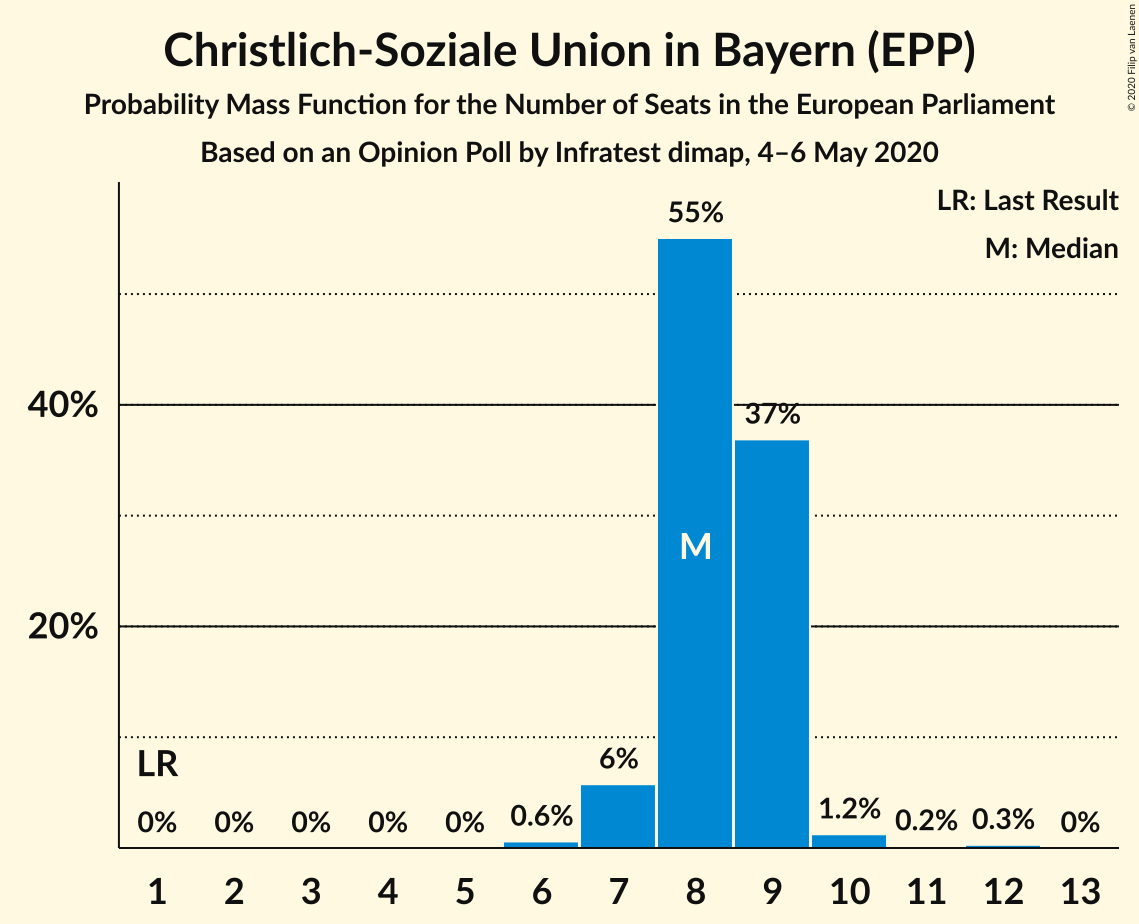 Christlich-Soziale Union in Bayern (EPP)
Probability Mass Function for the Number of Seats in the European Parliament
Based on an Opinion Poll by Infratest dimap, 4–6 May 2020
© 2020 Filip van Laenen
LR: Last Result
M: Median
55%
40%
37%
M
20%
LR
6%
0% 0% 0% 0% 0% 0.6% 1.2% 0.2% 0.3% 0%
1 2 3 4 5 6 7 8 9 10 11 12 13